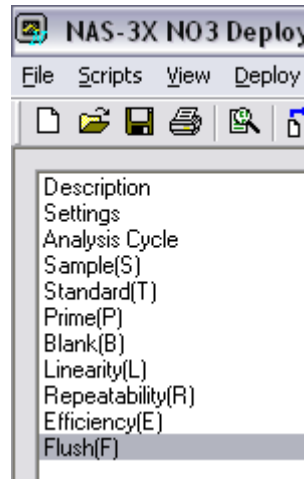 NAS-3X NO3 Deploy
File Scripts View Deploy
Description
Settings
Analysis Cycle
Sample(S)
Standard(T)
Prime(P)
Blank(B)
Linearity(L)
Repeatability(R)
Efficiency(E)
Flush(F)